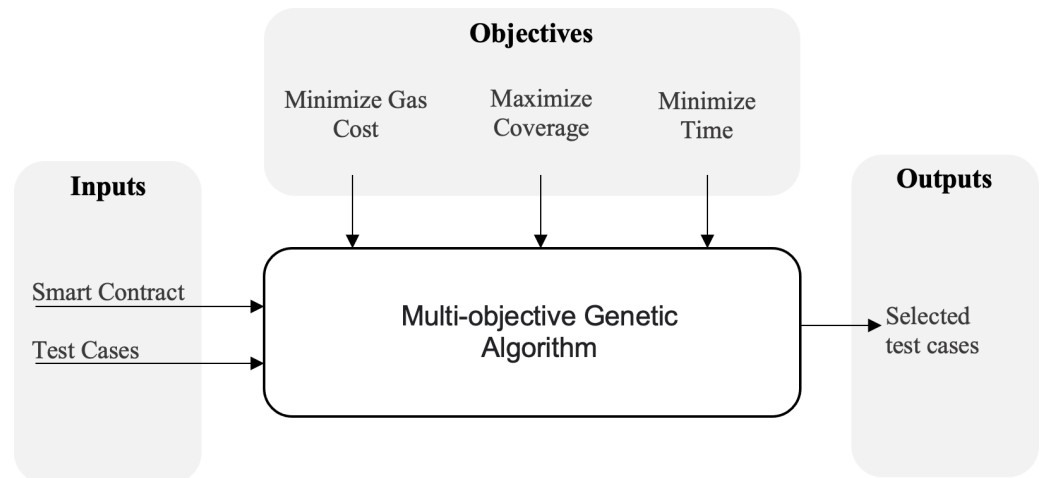 Objectives
Minimize Gas
Cost
Maximize
Coverage
Minimize
Time
Inputs
Smart Contract
Test Cases
Multi-objective Genetic
Algorithm
Outputs
Selected
test cases